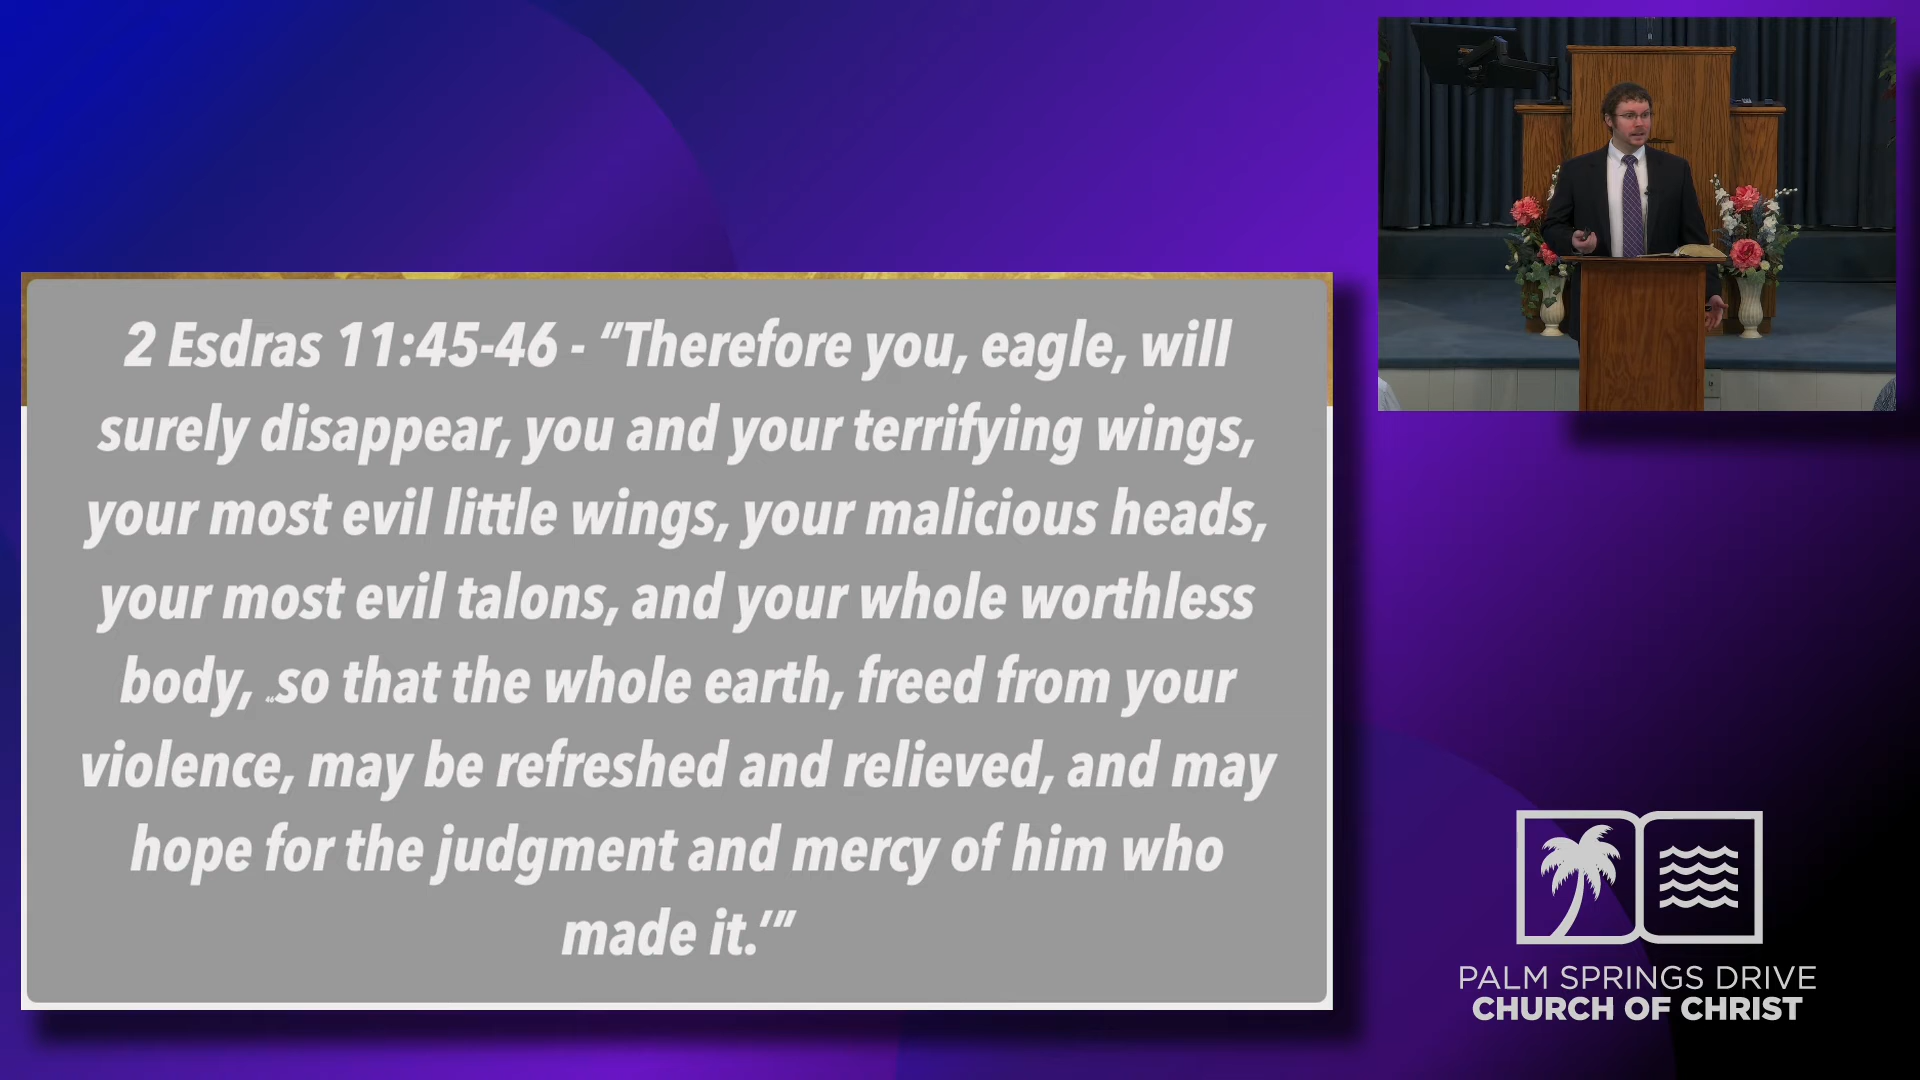 2 Esdras 11:45-46 - “Therefore you, eagle, will
surely disappear, you and your terrifying wings,
your most evil little wings, your malicious heads,
your most evil talons, and your whole worthless
body, “so that the whole earth, freed from your
violence, may be refreshed and relieved, and may
hope for the judgment and mercy of him who
made it.’”
PALM SPRINGS DRIVE
CHURCH OF CHRIST